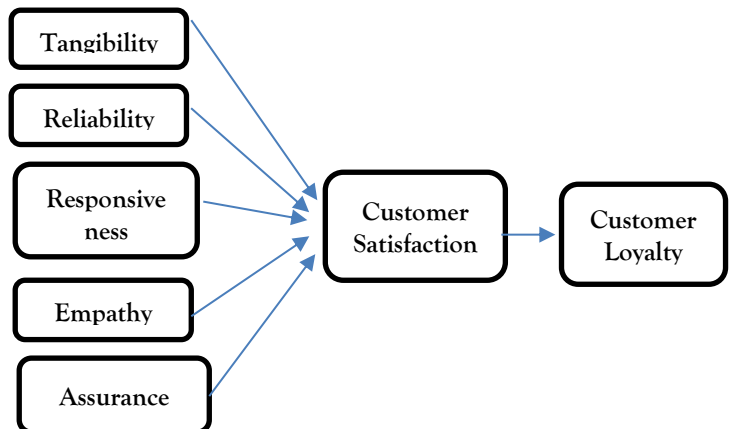 Tangibility
Reliability
Responsive
ness
Empathy
Assurance
Customer
Satisfaction
Customer
Loyalty